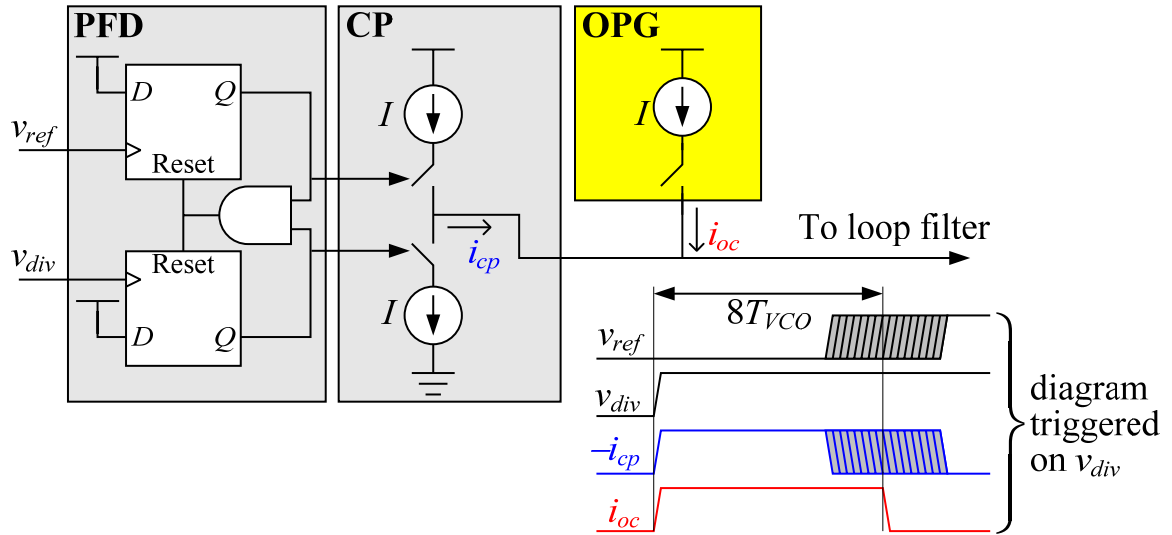 PFD
CP
OPG
D
Q
I
I
v_ref
Reset
i_oc
To loop filter
v_div
Reset
i_cp
8T_VCO
D
Q
I
v_ref
v_div
–i_cp
i_oc
diagram
triggered
on v_div